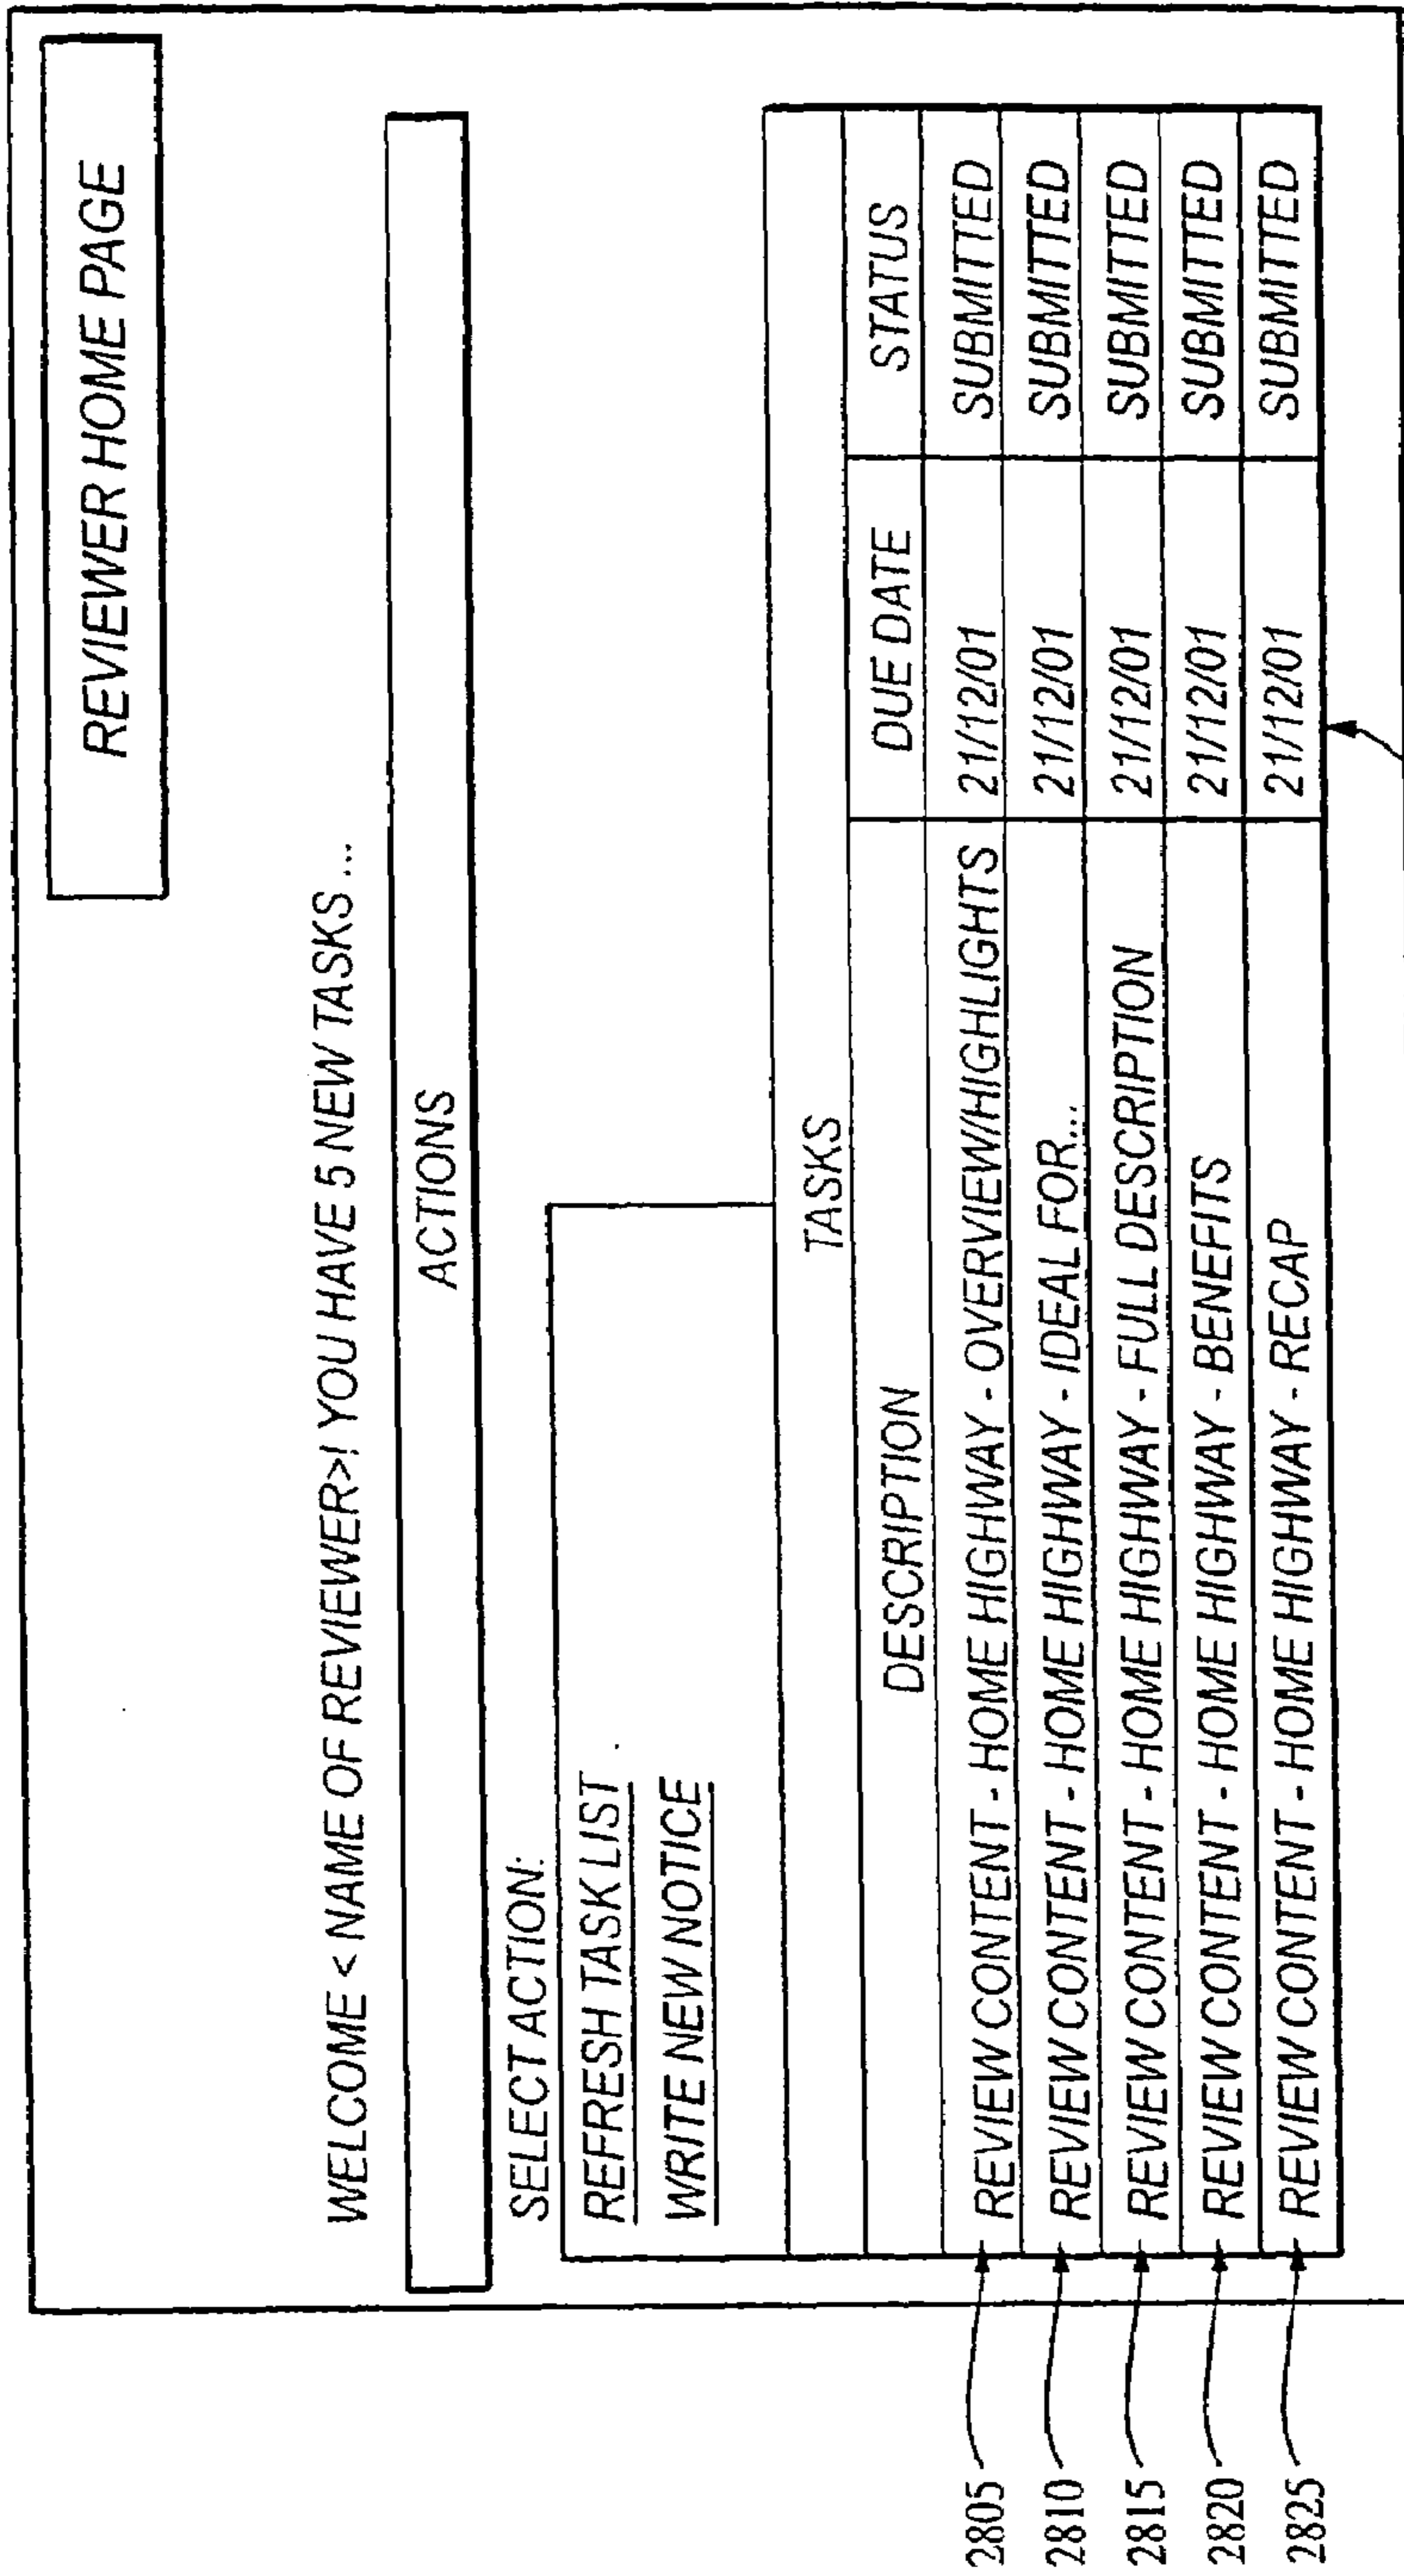 REVIEWER HOME PAGE
WELCOME < NAME OF REVIEWER>! YOU HAVE 5 NEW TASKS ...
ACTIONS
SELECT ACTION:
REFRESH TASK LIST
WRITE NEW NOTICE
TASKS
DESCRIPTION DUE DATE STATUS
2805 REVIEW CONTENT - HOME HIGHWAY - OVERVIEW/HIGHLIGHTS 21/12/01 SUBMITTED
2810 REVIEW CONTENT - HOME HIGHWAY - IDEAL FOR... 21/12/01 SUBMITTED
2815 REVIEW CONTENT - HOME HIGHWAY - FULL DESCRIPTION 21/12/01 SUBMITTED
2820 REVIEW CONTENT - HOME HIGHWAY - BENEFITS 21/12/01 SUBMITTED
2825 REVIEW CONTENT - HOME HIGHWAY - RECAP 21/12/01 SUBMITTED